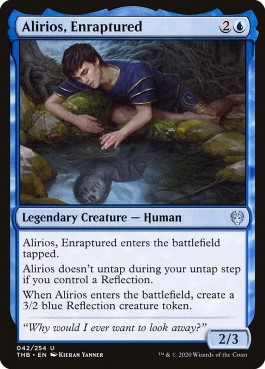 Alirios, Enraptured
2
Legendary Creature — Human
Alirios, Enraptured enters the battlefield
tapped.
Alirios doesn't untap during your untap
step if you control a Reflection.
When Alirios enters the battlefield, create a
3/2 blue Reflection creature token.
"Why would I ever want to look away?"
2/3
042/254 U
THB • EN KIERAN YANNER
™ & © 2020 Wizards of the Coast